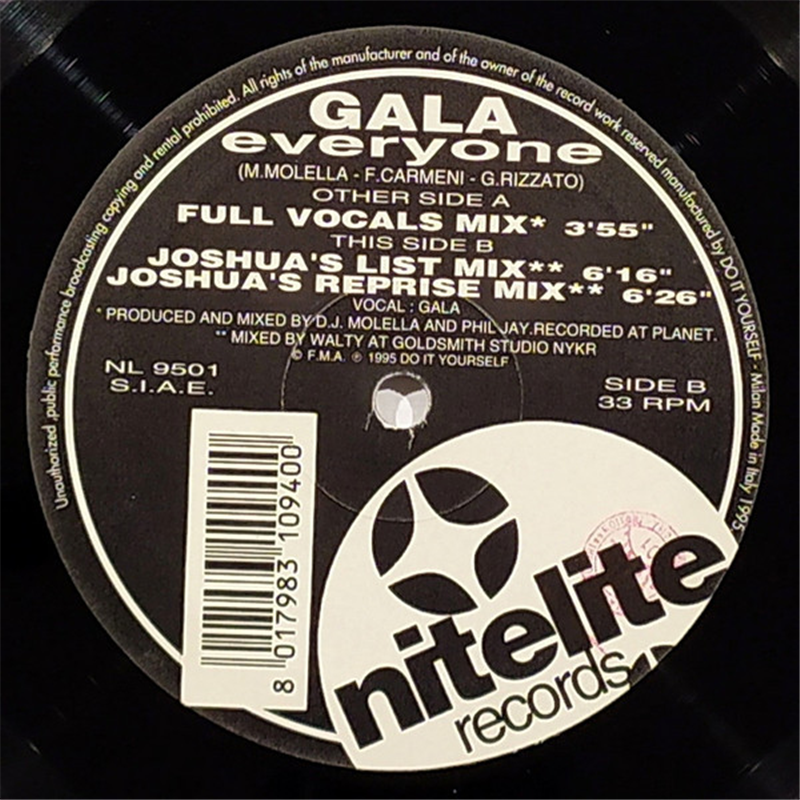 Unauthorized ,public performance broadcasting copying and rental prohibited. All rights of the manufacturer and of the owner of the record work reserved manufactured by DO IT YOURSELF - Milan Made in Italy 1995
GALA
everyone
(M.MOLELLA - F.CARMENI - G.RIZZATO)
OTHER SIDE A
FULL VOCALS MIX* 3'55"
THIS SIDE B
JOSHUA'S LIST MIX** 6'16"
JOSHUA'S REPRISE MIX** 6'26"
VOCAL : GALA
* PRODUCED AND MIXED BY D.J. MOLELLA AND PHIL JAY.RECORDED AT PLANET.
** MIXED BY WALTY AT GOLDSMITH STUDIO NYKR
© F.M.A. ℗ 1995 DO IT YOURSELF
NL 9501
S.I.A.E.
SIDE B
33 RPM
8 017983 109400
nitelite
records